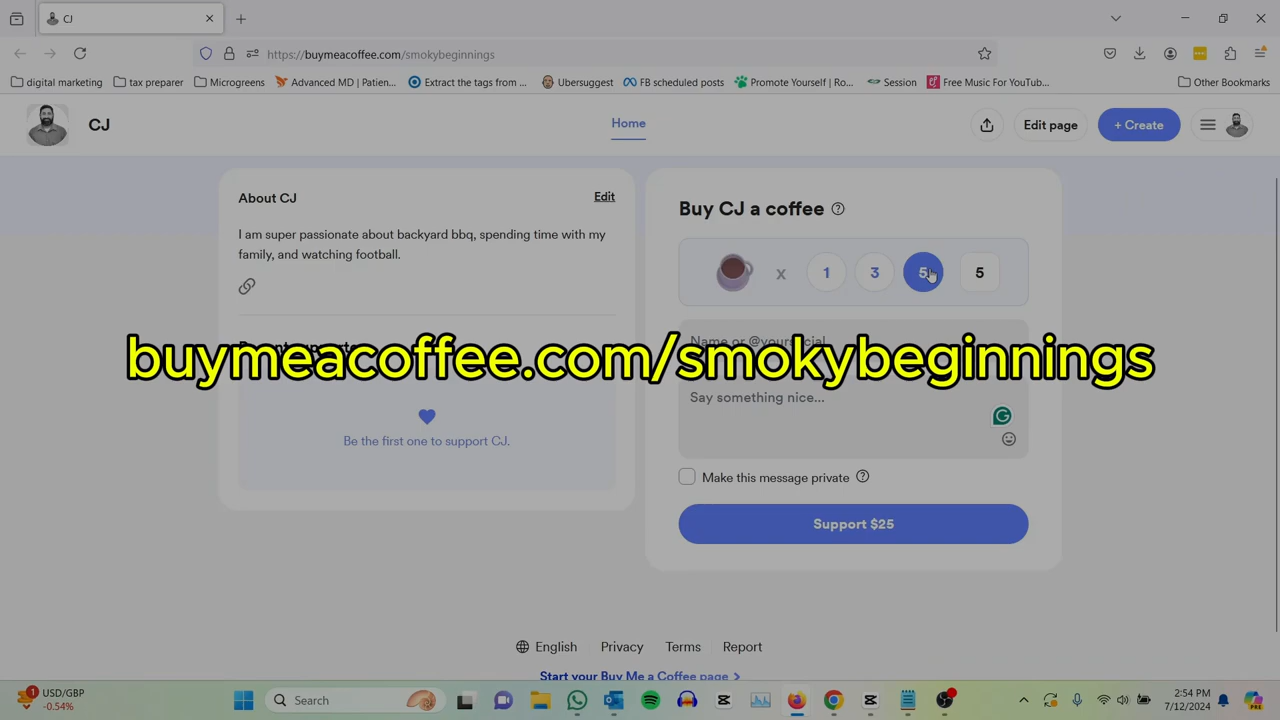 CJ
https://buymeacoffee.com/smokybeginnings
digital marketing
tax preparer
Microgreens
Advanced MD | Patien...
Extract the tags from ...
Ubersuggest
FB scheduled posts
Promote Yourself | Ro...
Session
Free Music For YouTub...
Other Bookmarks
CJ
Home
Edit page
+ Create
About CJ
Edit
I am super passionate about backyard bbq, spending time with my
family, and watching football.
Buy CJ a coffee
x 1 3 5 5
buymeacoffee.com/smokybeginnings
Name or @yoursocial
Say something nice...
Be the first one to support CJ.
Make this message private
Support $25
English
Privacy
Terms
Report
Start your Buy Me a Coffee page
1
USD/GBP
-0.54%
Search
2:54 PM
7/12/2024